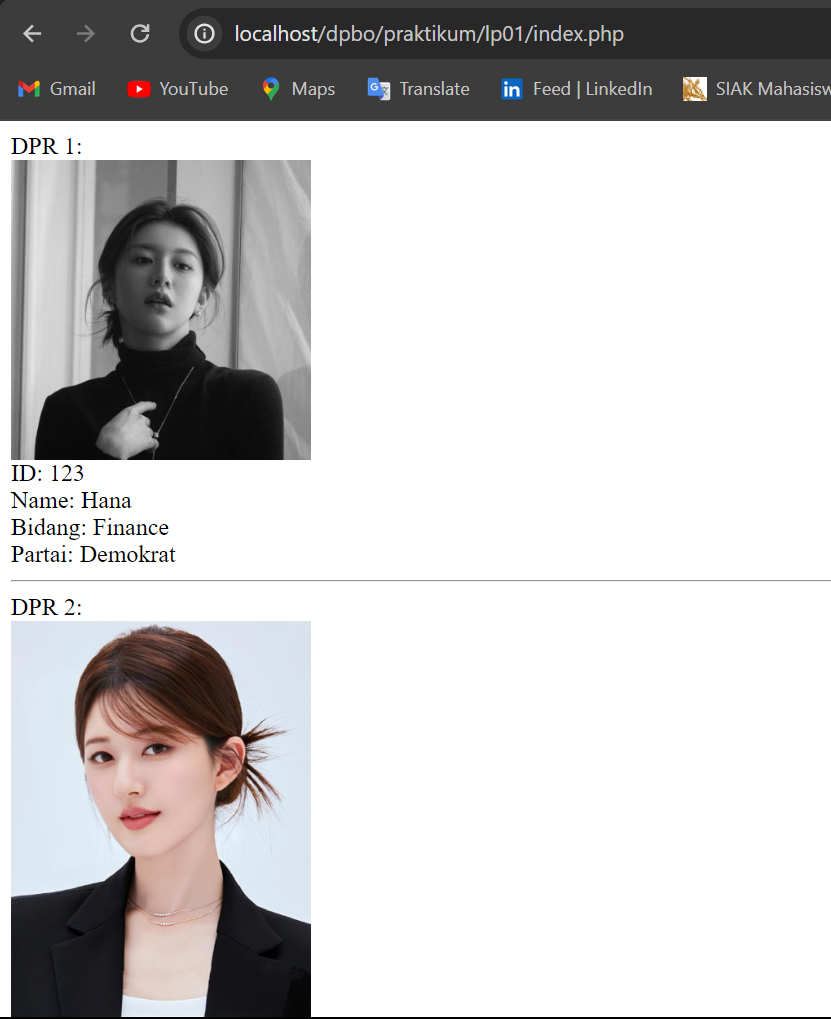 localhost/dpbo/praktikum/lp01/index.php
Gmail YouTube Maps Translate Feed | LinkedIn SIAK Mahasisw
DPR 1:
ID: 123
Name: Hana
Bidang: Finance
Partai: Demokrat
DPR 2: